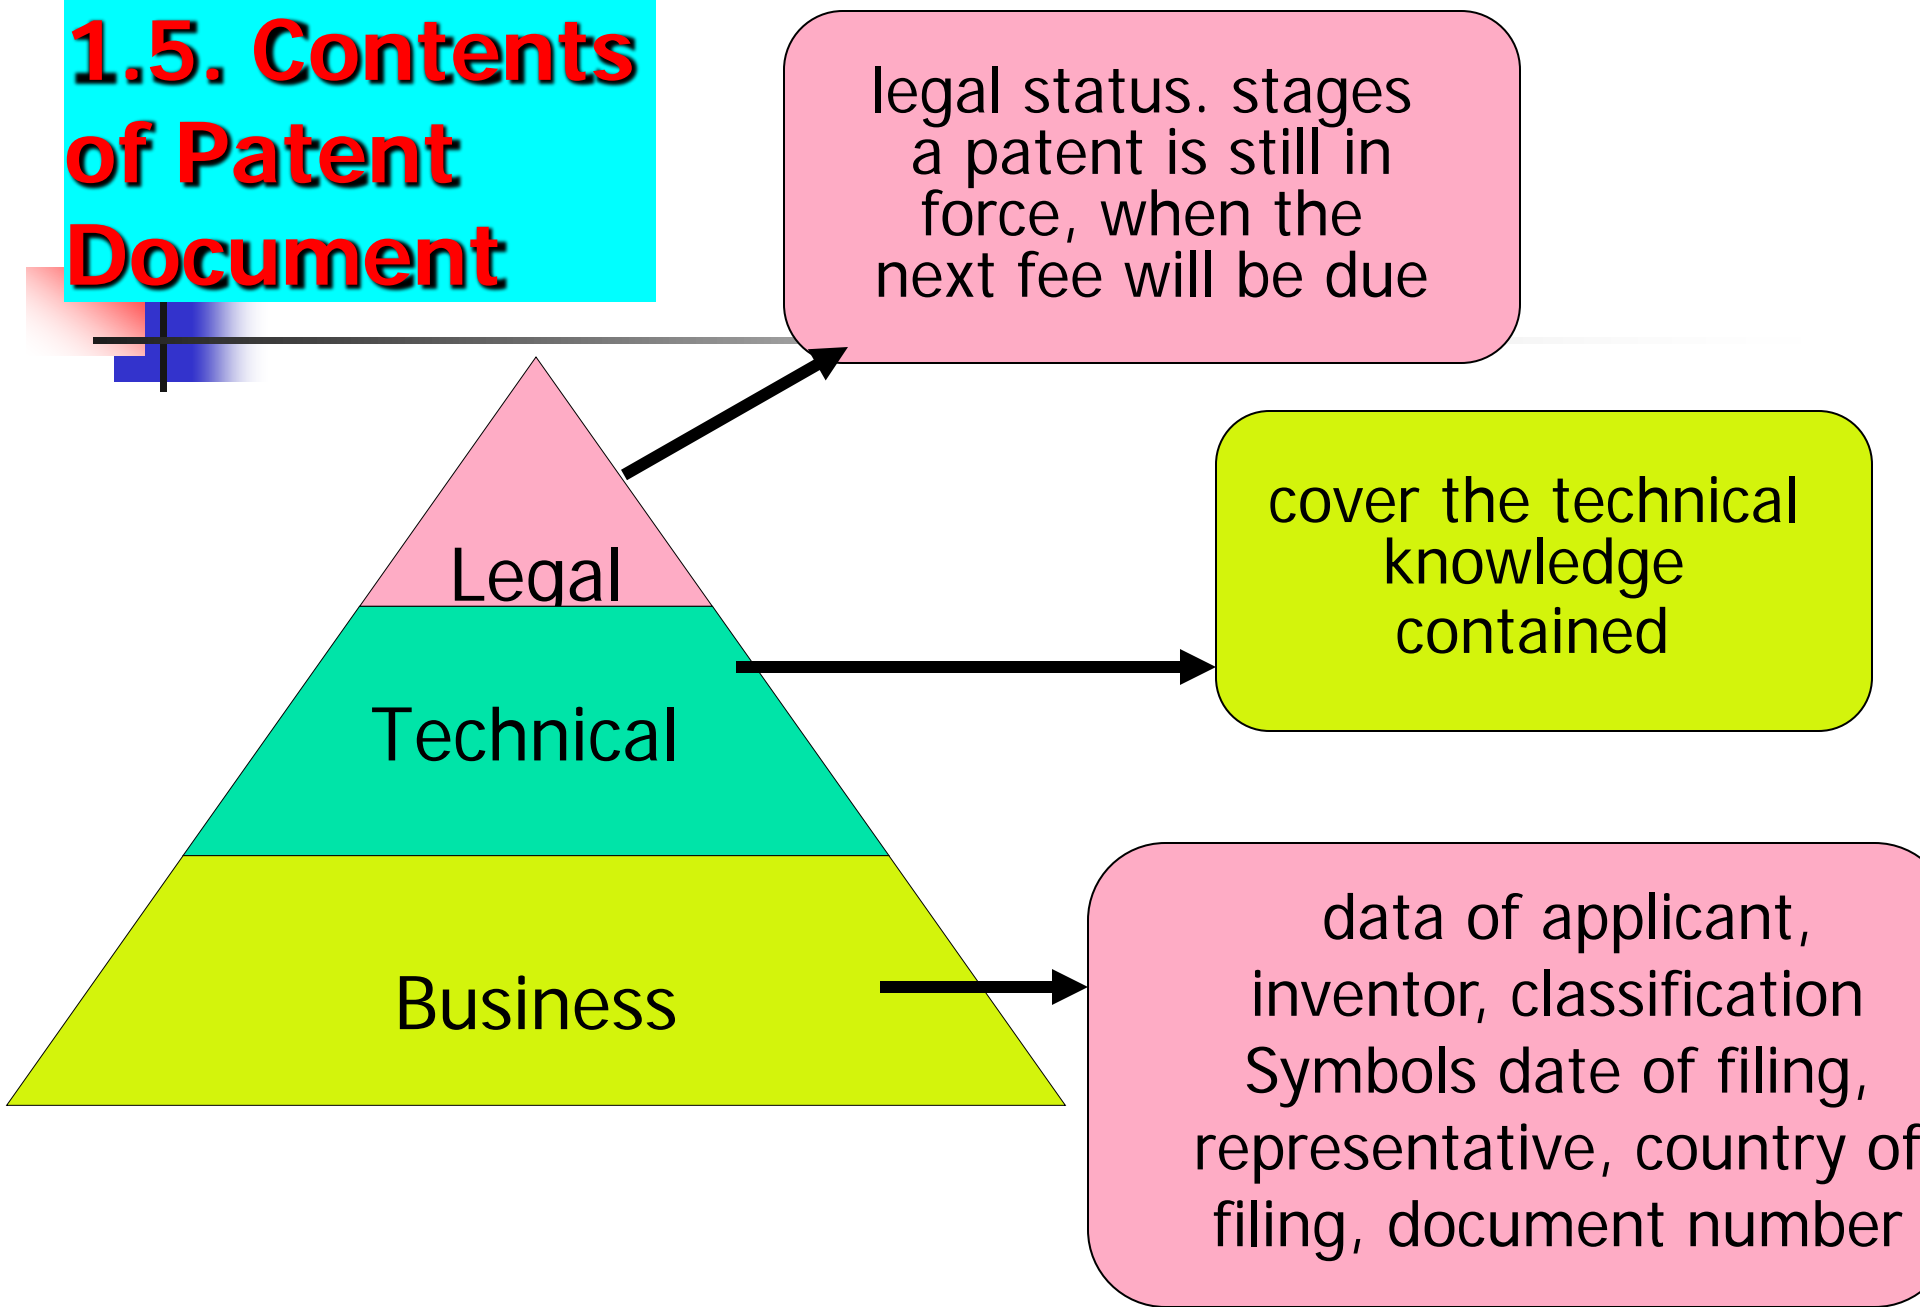 1.5. Contents
of Patent
Document
legal status. stages
a patent is still in
force, when the
next fee will be due
Legal
cover the technical
knowledge
contained
Technical
Business
data of applicant,
inventor, classification
Symbols date of filing,
representative, country of
filing, document number